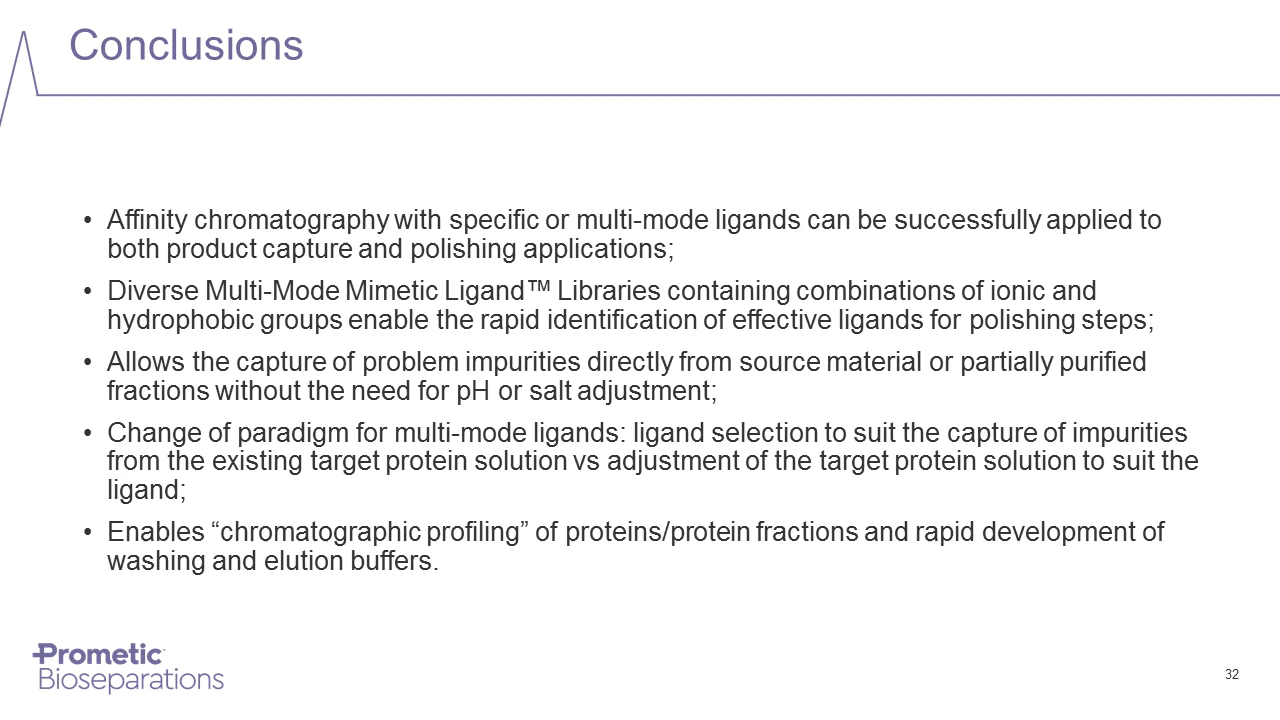 Conclusions
• Affinity chromatography with specific or multi-mode ligands can be successfully applied to
both product capture and polishing applications;
• Diverse Multi-Mode Mimetic Ligand™ Libraries containing combinations of ionic and
hydrophobic groups enable the rapid identification of effective ligands for polishing steps;
• Allows the capture of problem impurities directly from source material or partially purified
fractions without the need for pH or salt adjustment;
• Change of paradigm for multi-mode ligands: ligand selection to suit the capture of impurities
from the existing target protein solution vs adjustment of the target protein solution to suit the
ligand;
• Enables “chromatographic profiling” of proteins/protein fractions and rapid development of
washing and elution buffers.
Prometic
Bioseparations
32